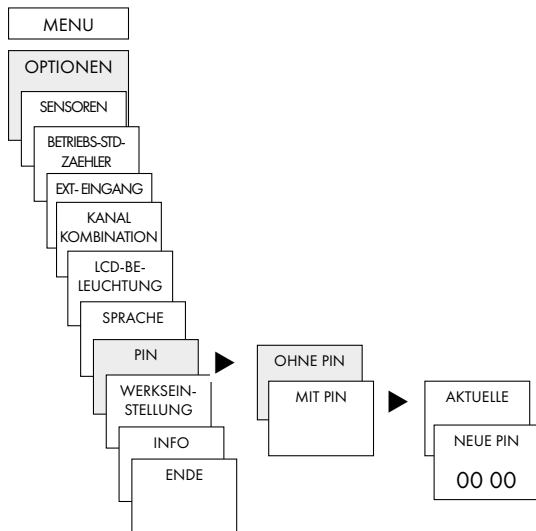 MENU
OPTIONEN
SENSOREN
BETRIEBS-STD-
ZAEHLER
EXT- EINGANG
KANAL
KOMBINATION
LCD-BE-
LEUCHTUNG
SPRACHE
PIN
WERKSEIN-
STELLUNG
INFO
ENDE
OHNE PIN
MIT PIN
AKTUELLE
NEUE PIN
00 00